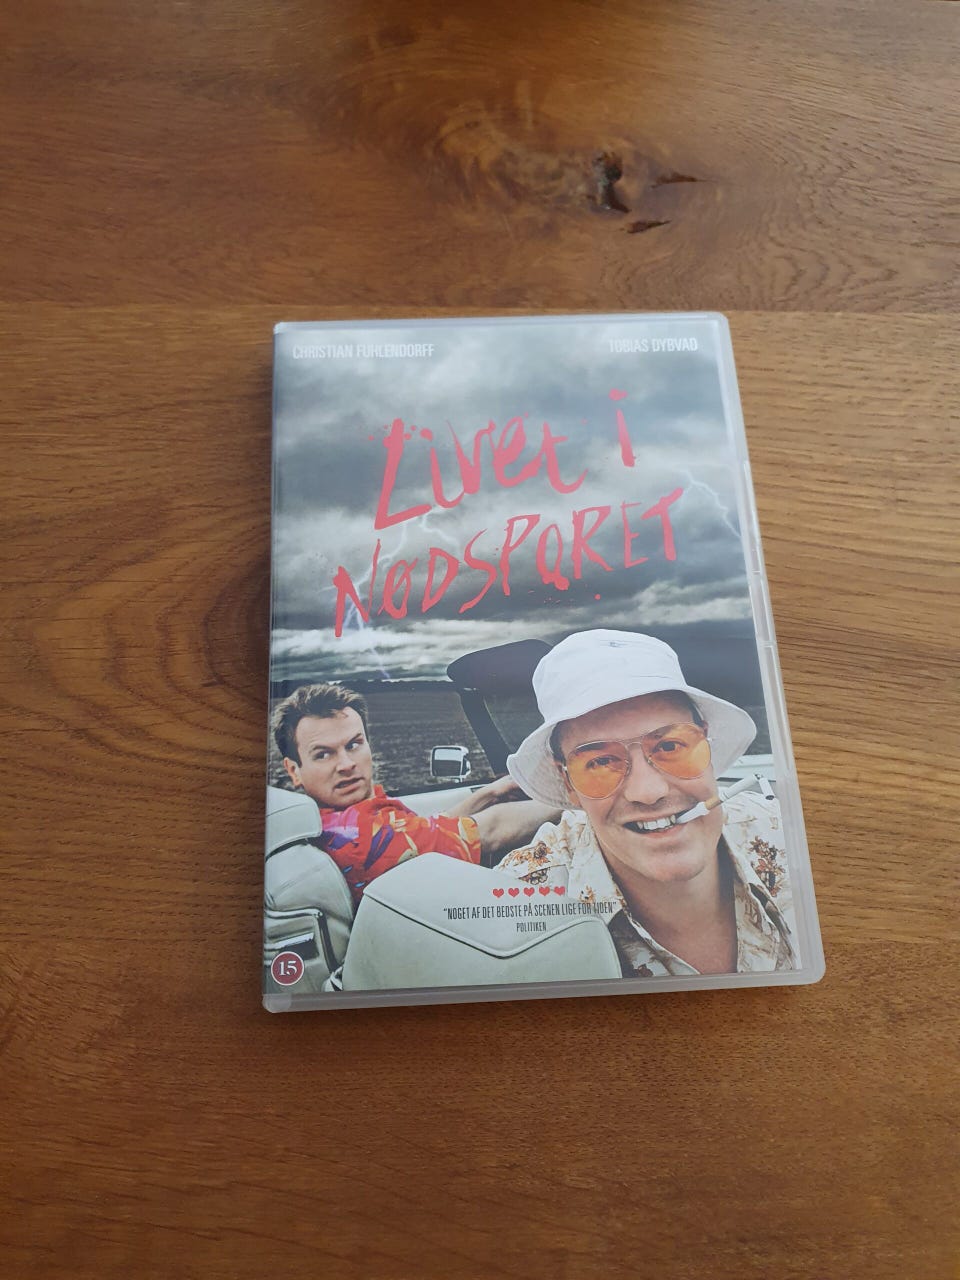 CHRISTIAN FUHLENDORFF
TOBIAS DYBVAD
Livet i
NØDSPORET
"NOGET AF DET BEDSTE PÅ SCENEN LIGE FOR TIDEN"
POLITIKEN
15